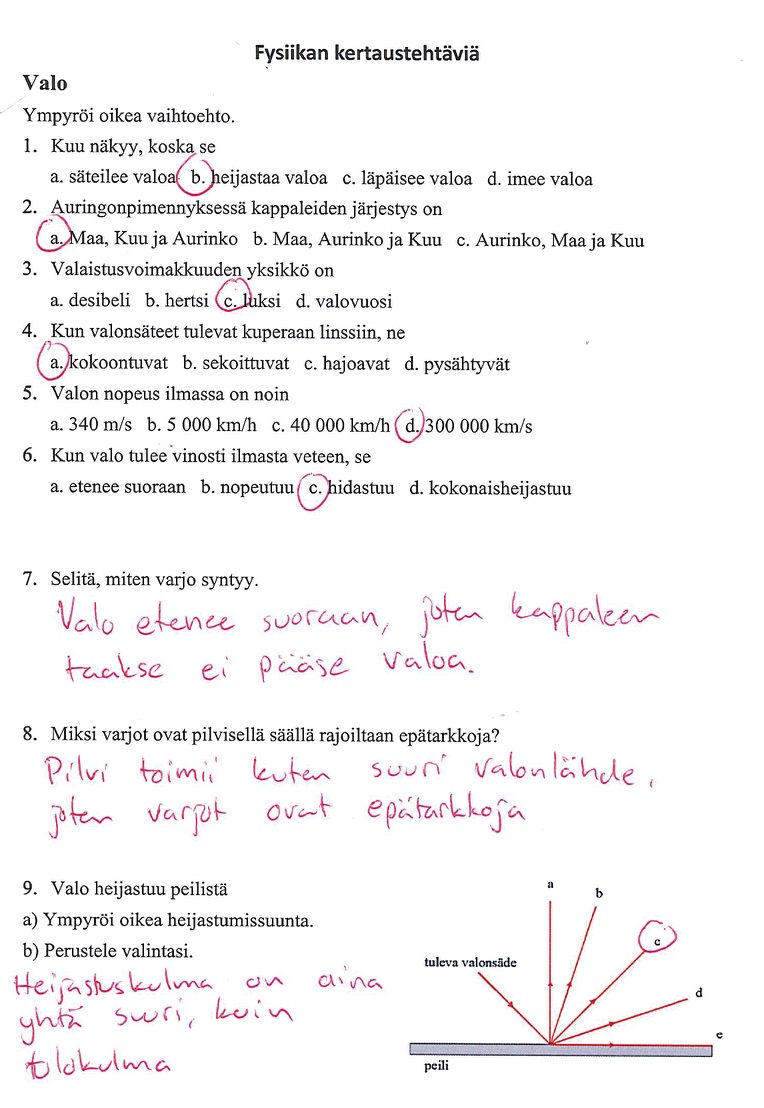 Fysiikan kertaustehtäviä
Valo
Ympyröi oikea vaihtoehto.
1. Kuu näkyy, koska se
a. säteilee valoa b. heijastaa valoa c. läpäisee valoa d. imee valoa
2. Auringonpimennyksessä kappaleiden järjestys on
a. Maa, Kuu ja Aurinko b. Maa, Aurinko ja Kuu c. Aurinko, Maa ja Kuu
3. Valaistusvoimakkuuden yksikkö on
a. desibeli b. hertsi c. luksi d. valovuosi
4. Kun valonsäteet tulevat kuperaan linssiin, ne
a. kokoontuvat b. sekoittuvat c. hajoavat d. pysähtyvät
5. Valon nopeus ilmassa on noin
a. 340 m/s b. 5 000 km/h c. 40 000 km/h d. 300 000 km/s
6. Kun valo tulee vinosti ilmasta veteen, se
a. etenee suoraan b. nopeutuu c. hidastuu d. kokonaisheijastuu
7. Selitä, miten varjo syntyy.
Valo etenee suoraan, joten kappaleen
taakse ei pääse valoa.
8. Miksi varjot ovat pilvisellä säällä rajoiltaan epätarkkoja?
Pilvi toimii kuten suuri valonlähde,
joten varjot ovat epätarkkoja
9. Valo heijastuu peilistä
a) Ympyröi oikea heijastumissuunta.
b) Perustele valintasi.
Heijastuskulma on aina
yhtä suuri, kuin
tulokulma
a
b
c
tuleva valonsäde
d
e
peili